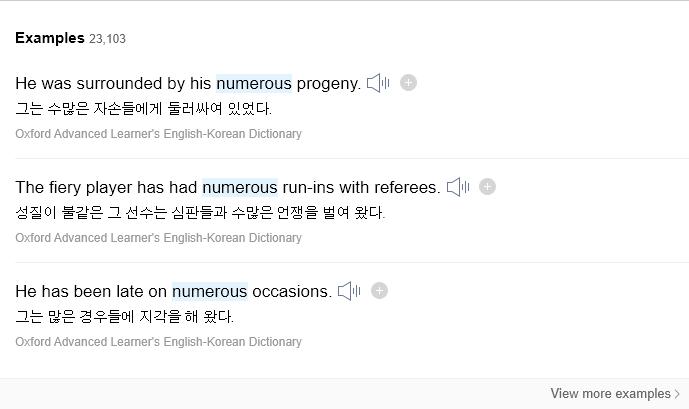 Examples 23,103
He was surrounded by his numerous progeny.
그는 수많은 자손들에게 둘러싸여 있었다.
Oxford Advanced Learner's English-Korean Dictionary
The fiery player has had numerous run-ins with referees.
성질이 불같은 그 선수는 심판들과 수많은 언쟁을 벌여 왔다.
Oxford Advanced Learner's English-Korean Dictionary
He has been late on numerous occasions.
그는 많은 경우들에 지각을 해 왔다.
Oxford Advanced Learner's English-Korean Dictionary
View more examples